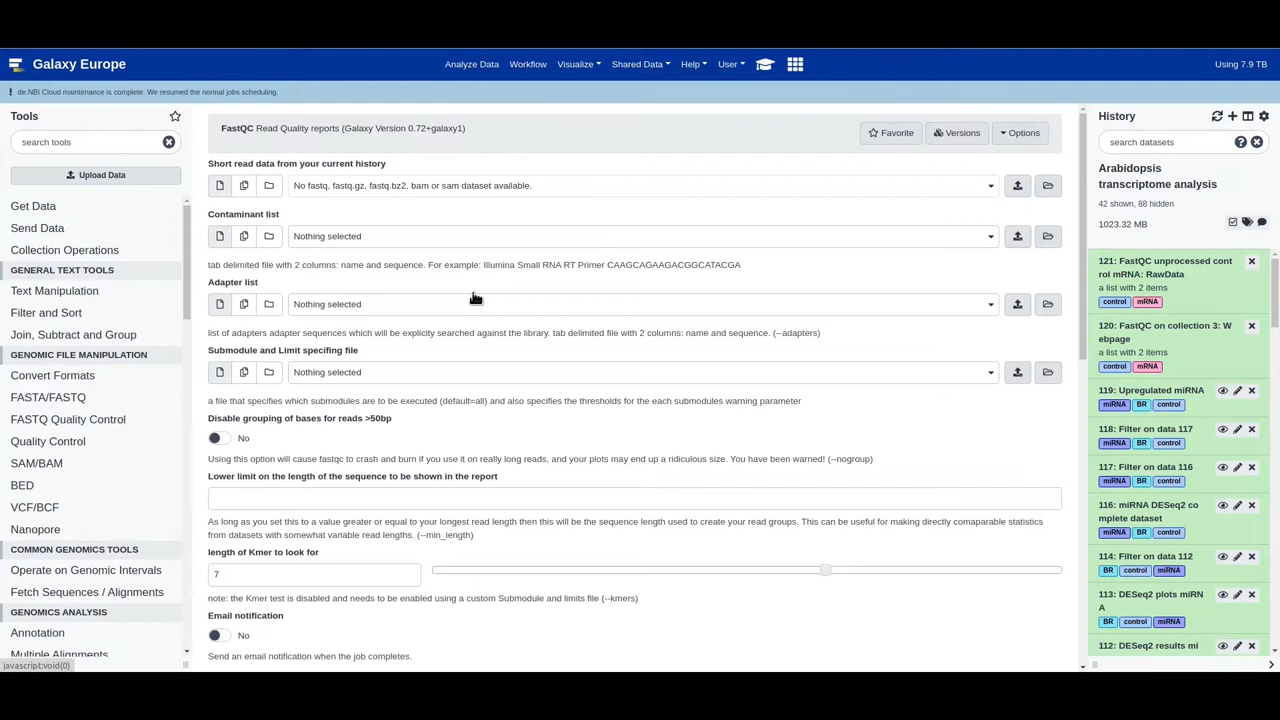 Galaxy Europe
Analyze Data
Workflow
Visualize
Shared Data
Help
User
Using 7.9 TB
de.NBI Cloud maintenance is complete. We resumed the normal jobs scheduling.
Tools
search tools
Upload Data
Get Data
Send Data
Collection Operations
GENERAL TEXT TOOLS
Text Manipulation
Filter and Sort
Join, Subtract and Group
GENOMIC FILE MANIPULATION
Convert Formats
FASTA/FASTQ
FASTQ Quality Control
Quality Control
SAM/BAM
BED
VCF/BCF
Nanopore
COMMON GENOMICS TOOLS
Operate on Genomic Intervals
Fetch Sequences / Alignments
GENOMICS ANALYSIS
Annotation
Multiple Alignments
javascript:void(0)
FastQC Read Quality reports (Galaxy Version 0.72+galaxy1)
Favorite
Versions
Options
Short read data from your current history
No fastq, fastq.gz, fastq.bz2, bam or sam dataset available.
Contaminant list
Nothing selected
tab delimited file with 2 columns: name and sequence. For example: Illumina Small RNA RT Primer CAAGCAGAAGACGGCATACGA
Adapter list
Nothing selected
list of adapters adapter sequences which will be explicity searched against the library. tab delimited file with 2 columns: name and sequence. (--adapters)
Submodule and Limit specifing file
Nothing selected
a file that specifies which submodules are to be executed (default=all) and also specifies the thresholds for the each submodules warning parameter
Disable grouping of bases for reads >50bp
No
Using this option will cause fastqc to crash and burn if you use it on really long reads, and your plots may end up a ridiculous size. You have been warned! (--nogroup)
Lower limit on the length of the sequence to be shown in the report
As long as you set this to a value greater or equal to your longest read length then this will be the sequence length used to create your read groups. This can be useful for making directly comaparable statistics
from datasets with somewhat variable read lengths. (--min_length)
length of Kmer to look for
7
note: the Kmer test is disabled and needs to be enabled using a custom Submodule and limits file (--kmers)
Email notification
No
Send an email notification when the job completes.
History
search datasets
Arabidopsis
transcriptome analysis
42 shown, 88 hidden
1023.32 MB
121: FastQC unprocessed cont
rol mRNA: RawData
a list with 2 items
control mRNA
120: FastQC on collection 3: W
ebpage
a list with 2 items
control mRNA
119: Upregulated miRNA
miRNA BR control
118: Filter on data 117
miRNA BR control
117: Filter on data 116
miRNA BR control
116: miRNA DESeq2 co
mplete dataset
miRNA BR control
114: Filter on data 112
BR control miRNA
113: DESeq2 plots miRN
A
BR control miRNA
112: DESeq2 results mi